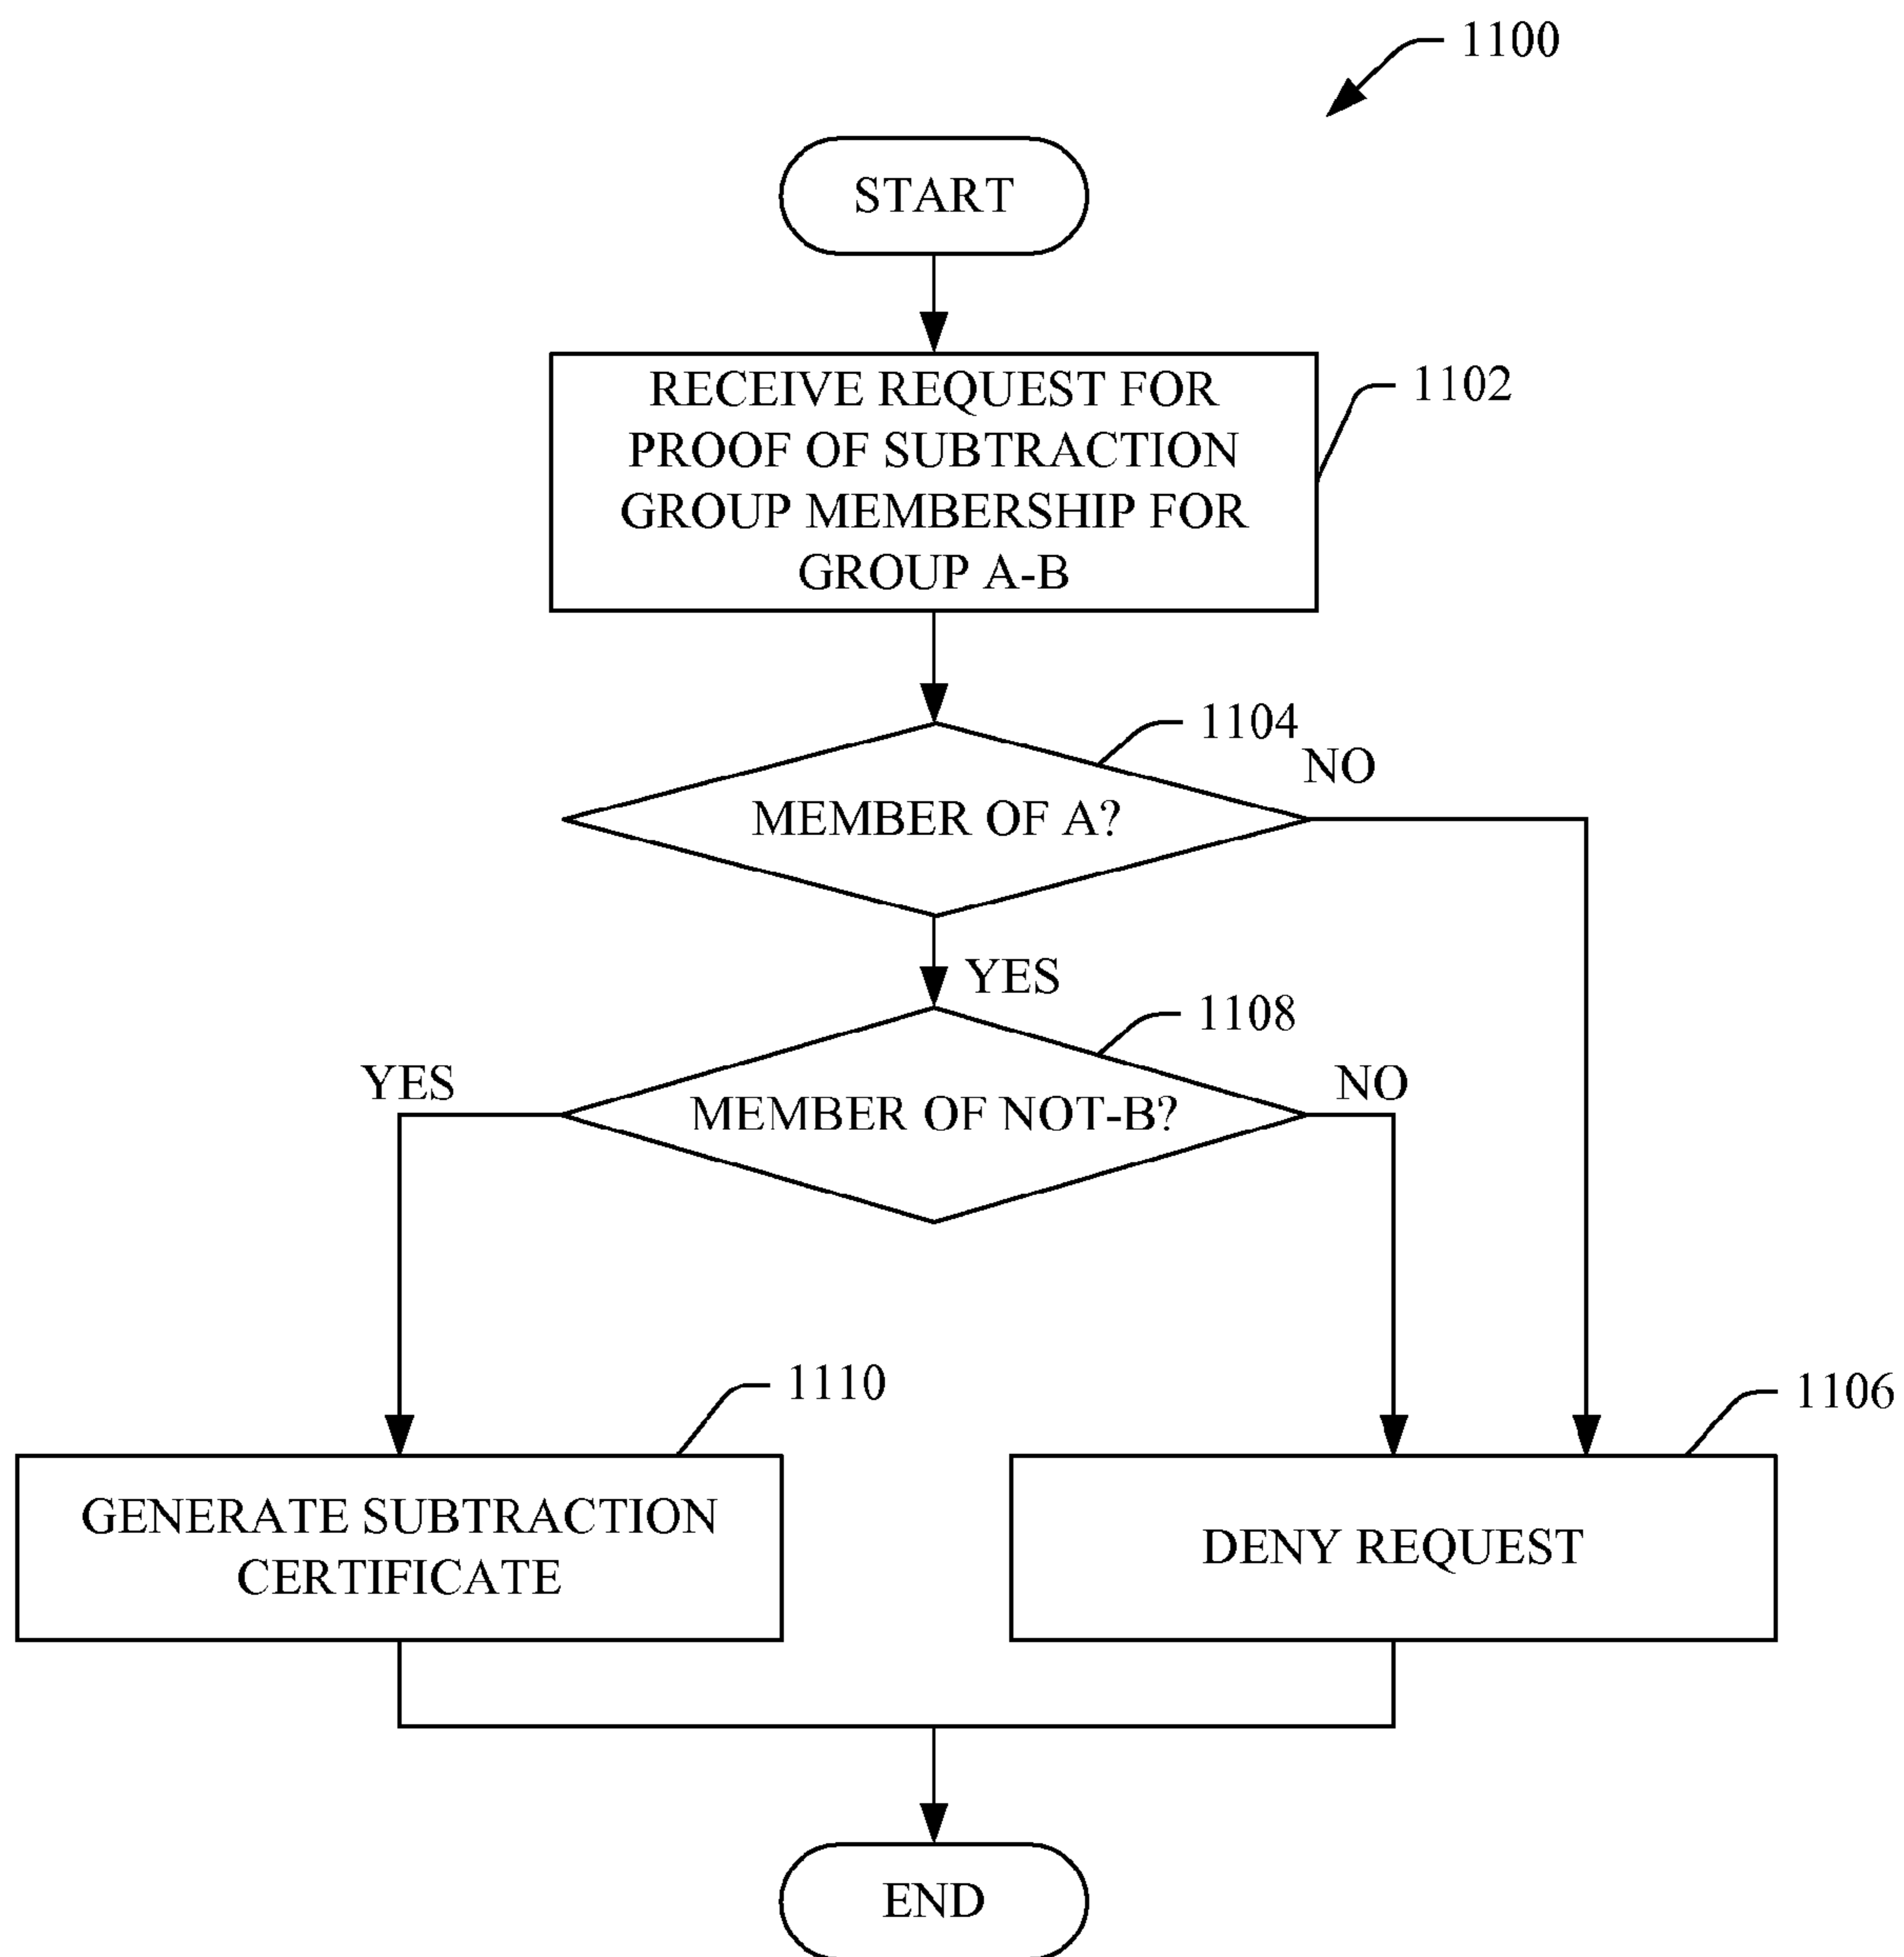 1100
START
RECEIVE REQUEST FOR
PROOF OF SUBTRACTION
GROUP MEMBERSHIP FOR
GROUP A-B
1102
1104
NO
MEMBER OF A?
YES
1108
YES
NO
MEMBER OF NOT-B?
1110
1106
GENERATE SUBTRACTION
CERTIFICATE
DENY REQUEST
END